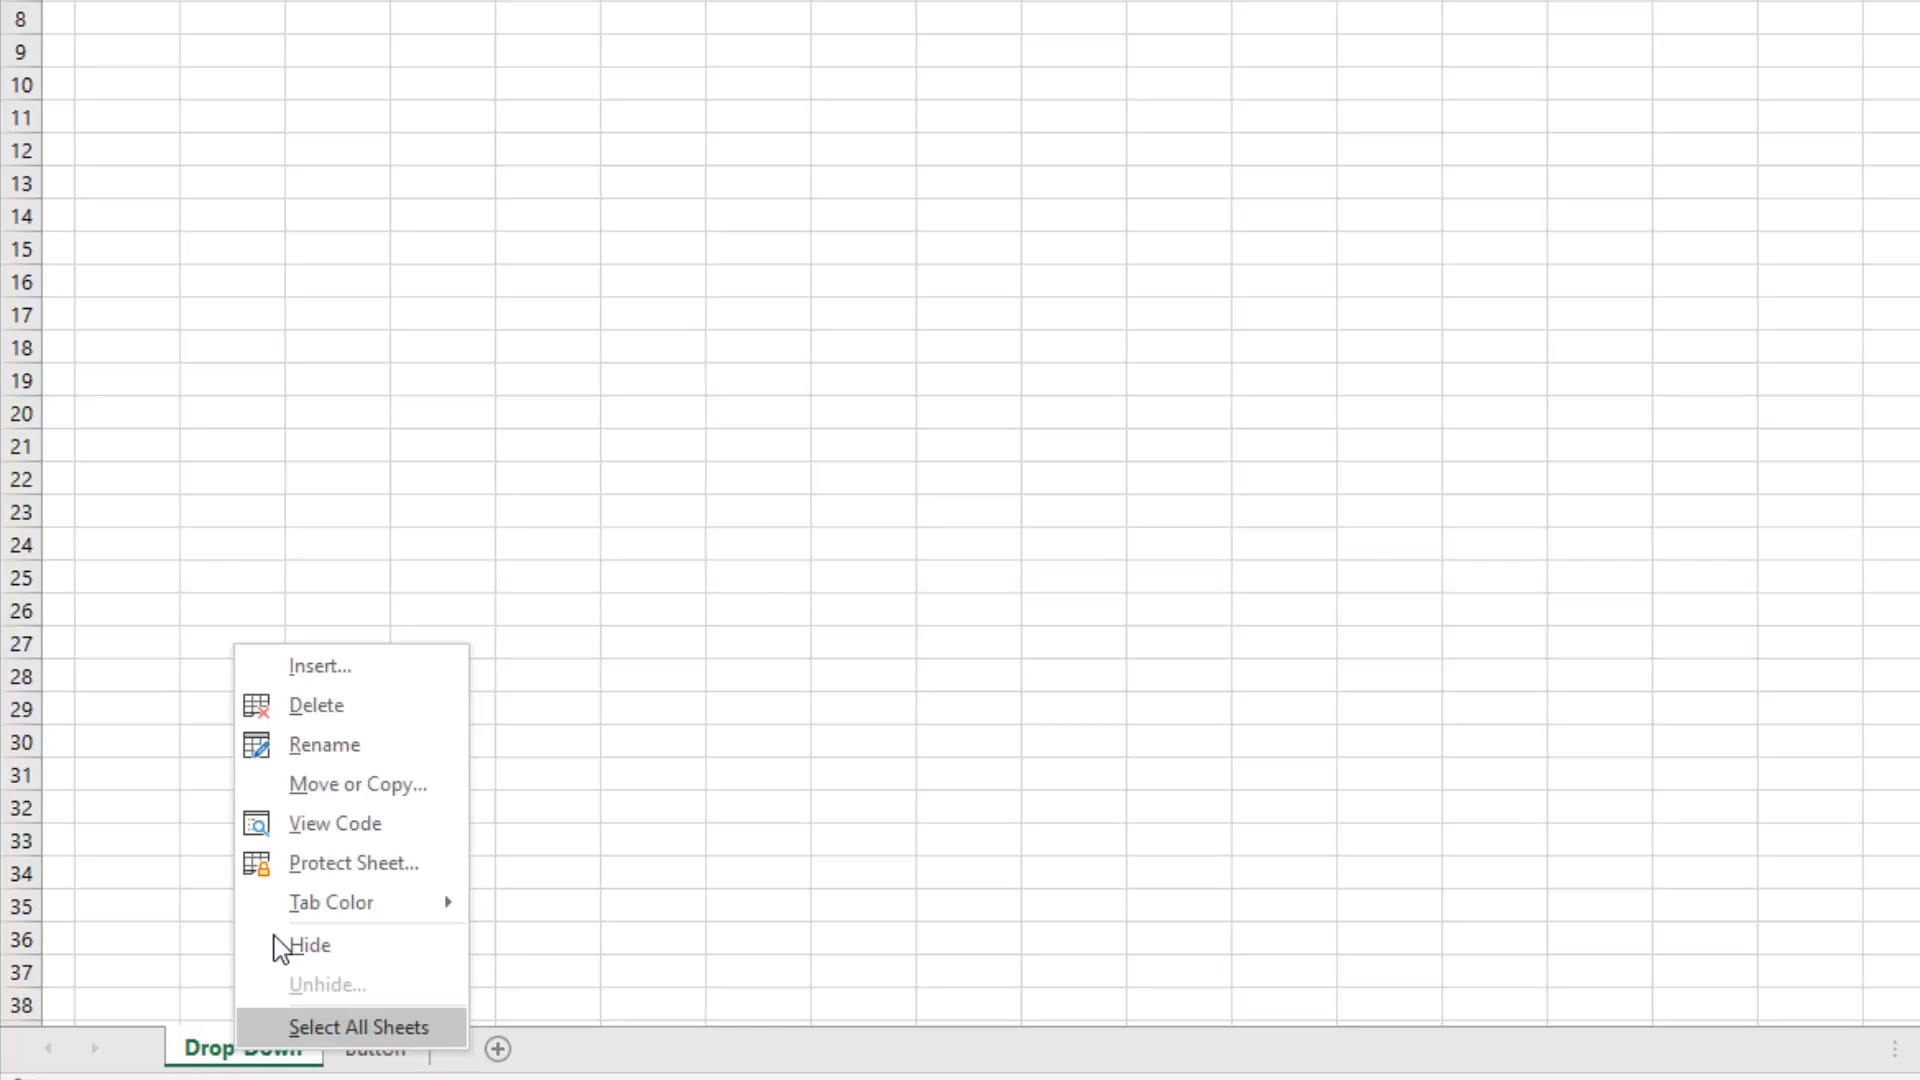 8
9
10
11
12
13
14
15
16
17
18
19
20
21
22
23
24
25
26
27
28
29
30
31
32
33
34
35
36
37
38
Insert...
Delete
Rename
Move or Copy...
View Code
Protect Sheet...
Tab Color
Hide
Unhide...
Select All Sheets
Drop Down
Button